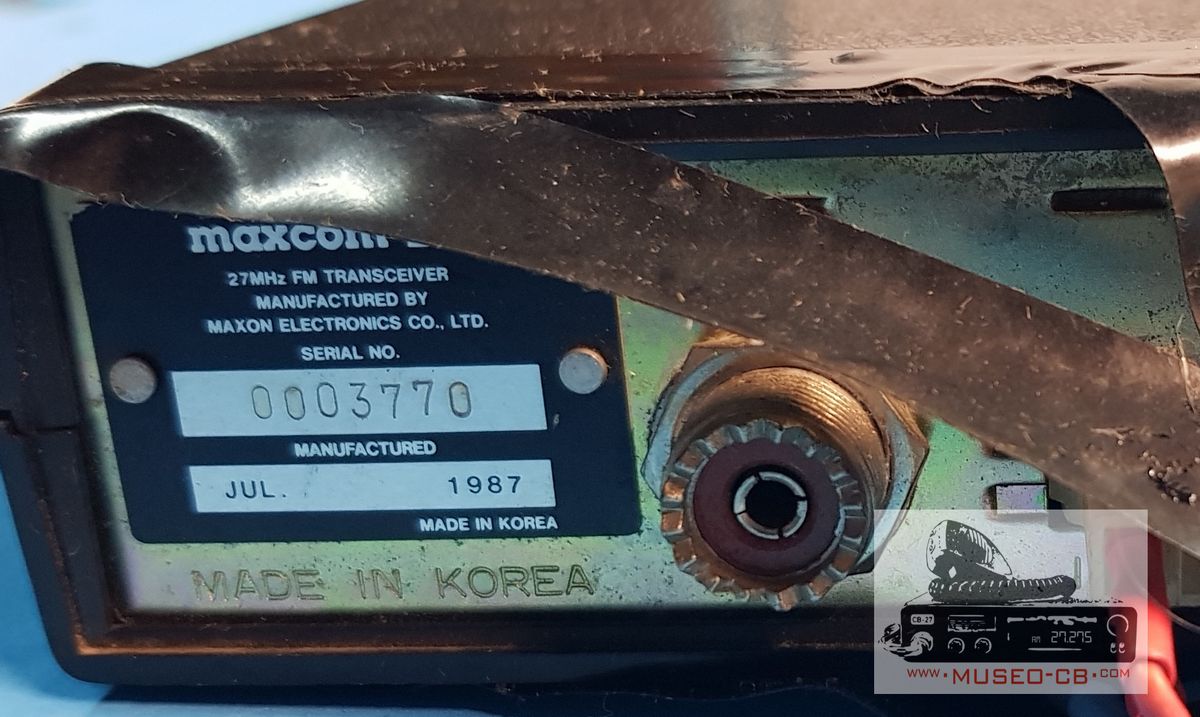 maxcom
27MHz FM TRANSCEIVER
MANUFACTURED BY
MAXON ELECTRONICS CO., LTD.
SERIAL NO.
0003770
MANUFACTURED
JUL. 1987
MADE IN KOREA
MADE IN KOREA
CB-27
AM 27.275
www.MUSEO-CB.com